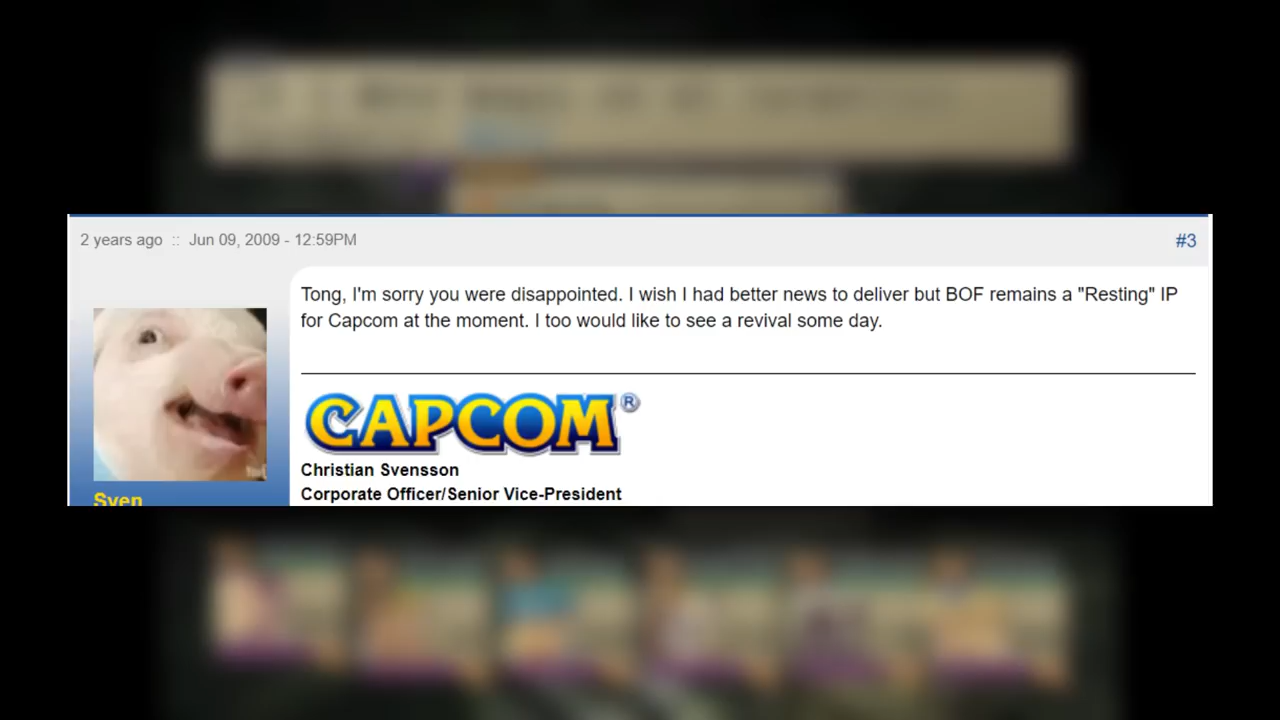 2 years ago :: Jun 09, 2009 - 12:59PM
#3
Tong, I'm sorry you were disappointed. I wish I had better news to deliver but BOF remains a "Resting" IP
for Capcom at the moment. I too would like to see a revival some day.
CAPCOM®
Christian Svensson
Corporate Officer/Senior Vice-President
Sven